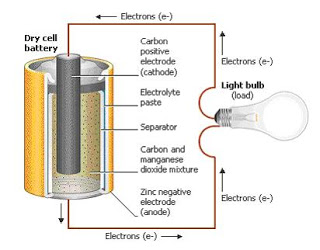 Electrons (e-)
Dry cell
battery
Carbon
positive
electrode
(cathode)
Electrons (e-)
Light bulb
(load)
Electrolyte
paste
Separator
Carbon and
manganese
dioxide mixture
Zinc negative
electrode
(anode)
Electrons (e-)
Electrons (e-)